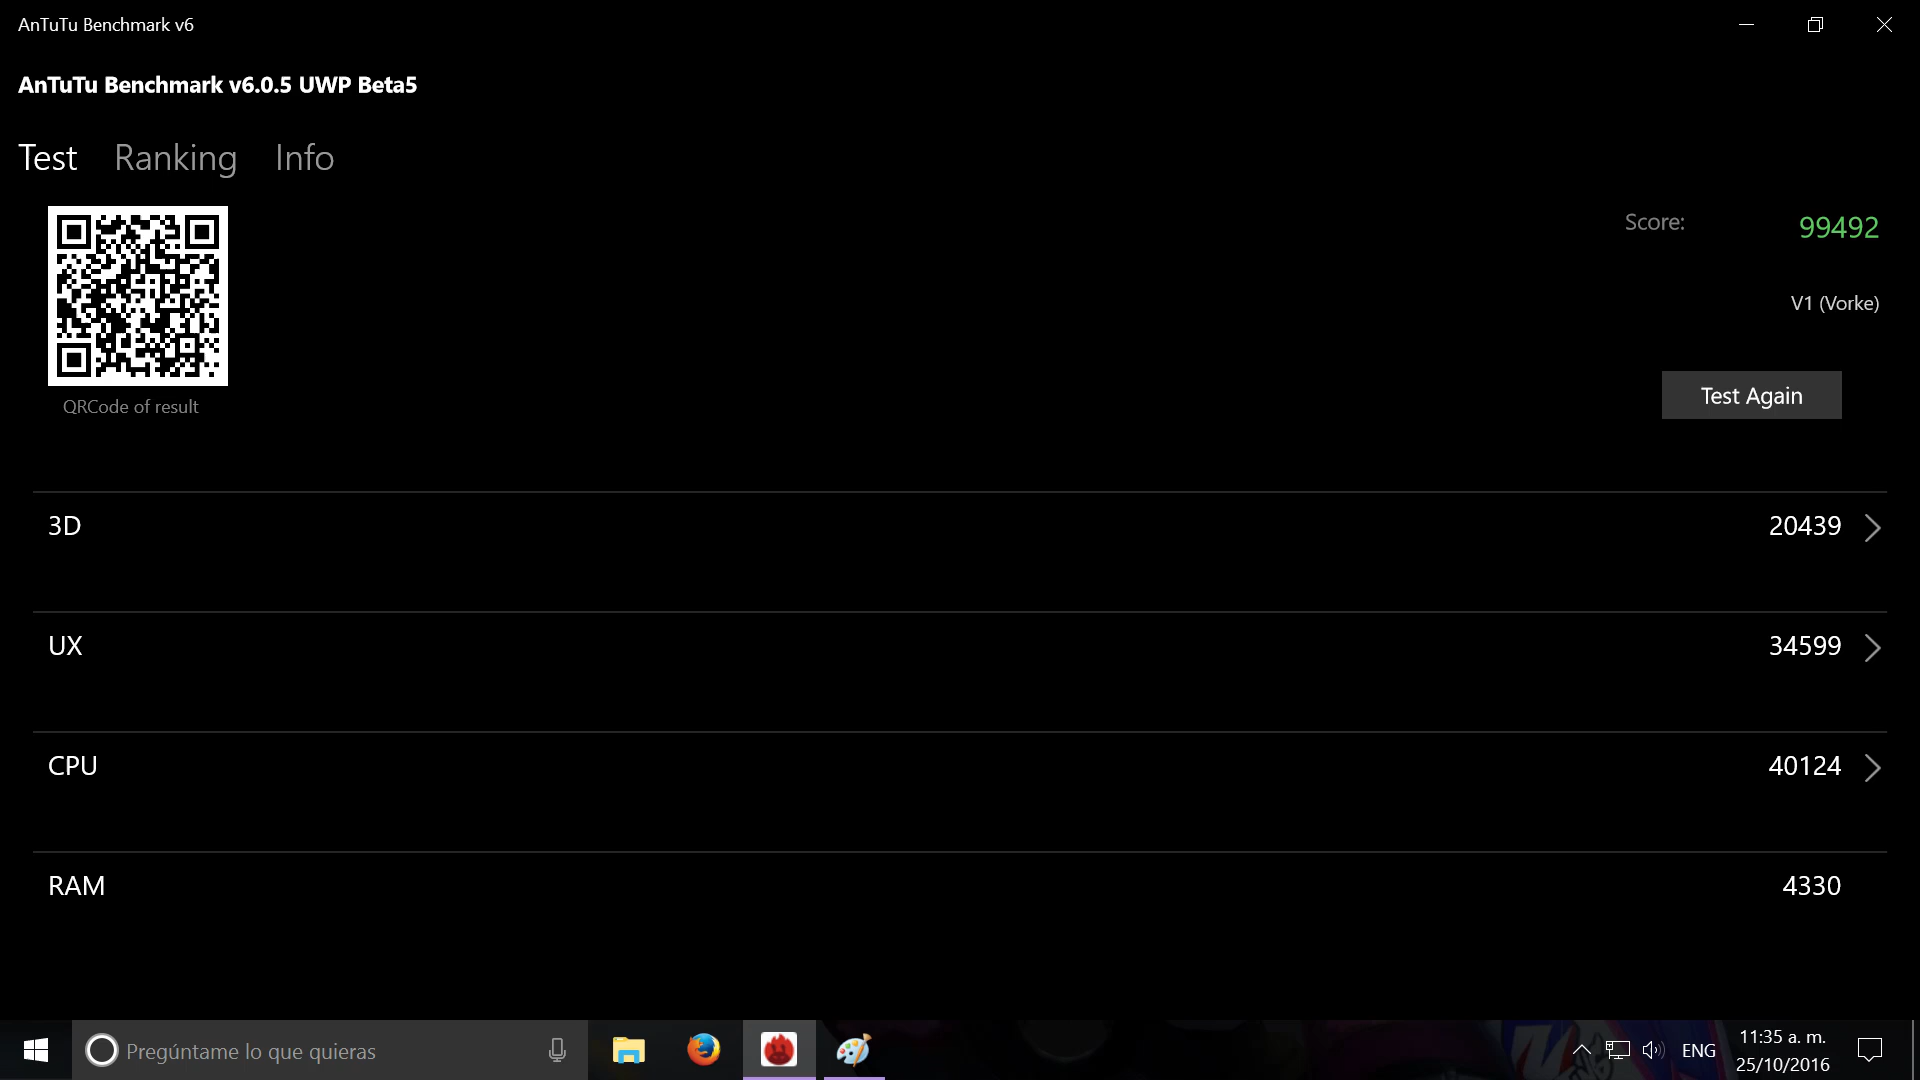 AnTuTu Benchmark v6
AnTuTu Benchmark v6.0.5 UWP Beta5
Test Ranking Info
Score: 99492
V1 (Vorke)
QRCode of result
Test Again
3D 20439
UX 34599
CPU 40124
RAM 4330
Pregúntame lo que quieras
ENG
11:35 a. m.
25/10/2016